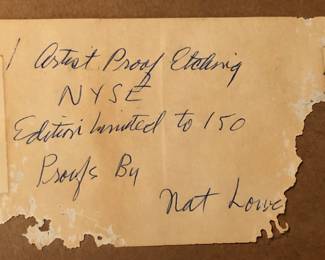 1 Artist Proof Etching
NYSE
Edition Limited to 150
Proofs By
Nat Lowe